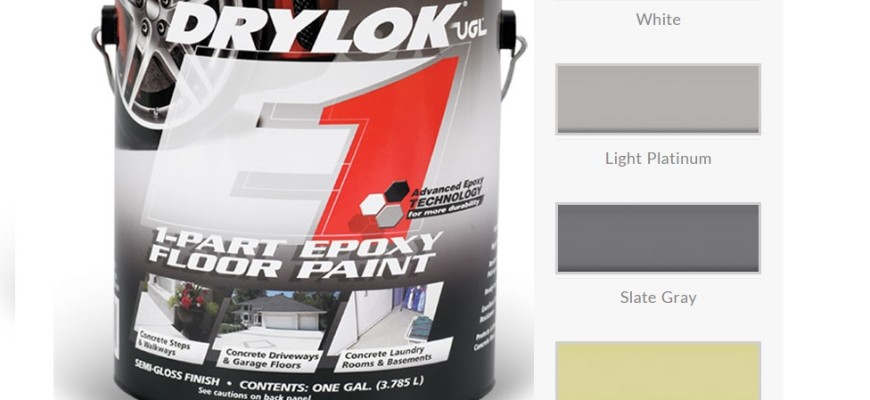 DRYLOK®
UGL
E1
Advanced Epoxy
TECHNOLOGY
for more durability
1-PART EPOXY
FLOOR PAINT
Concrete Steps
& Walkways
Concrete Driveways
& Garage Floors
Concrete Laundry
Rooms & Basements
SEMI-GLOSS FINISH • CONTENTS: ONE GAL. (3.785 L)
See cautions on back panel
White
Light Platinum
Slate Gray